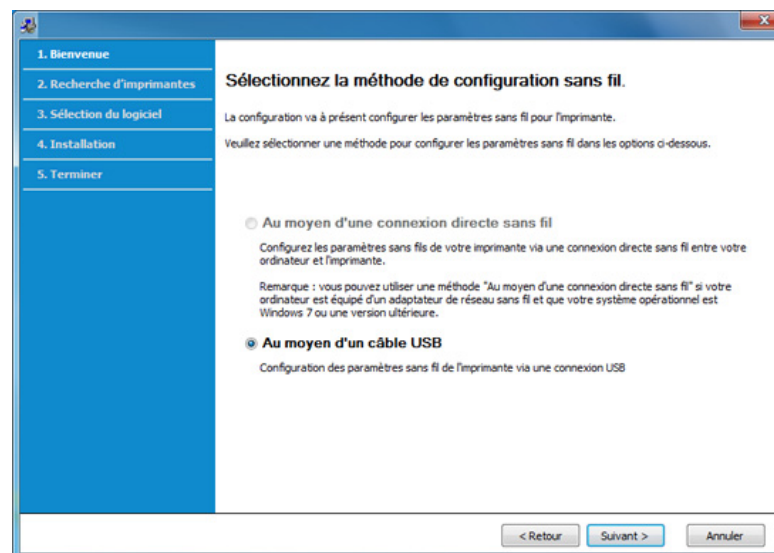 1. Bienvenue
2. Recherche d'imprimantes
3. Sélection du logiciel
4. Installation
5. Terminer
Sélectionnez la méthode de configuration sans fil.
La configuration va à présent configurer les paramètres sans fil pour l'imprimante.
Veuillez sélectionner une méthode pour configurer les paramètres sans fil dans les options ci-dessous.
Au moyen d'une connexion directe sans fil
Configurez les paramètres sans fils de votre imprimante via une connexion directe sans fil entre votre
ordinateur et l'imprimante.
Remarque : vous pouvez utiliser une méthode "Au moyen d'une connexion directe sans fil" si votre
ordinateur est équipé d'un adaptateur de réseau sans fil et que votre système opérationnel est
Windows 7 ou une version ultérieure.
Au moyen d'un câble USB
Configuration des paramètres sans fil de l'imprimante via une connexion USB
< Retour
Suivant >
Annuler